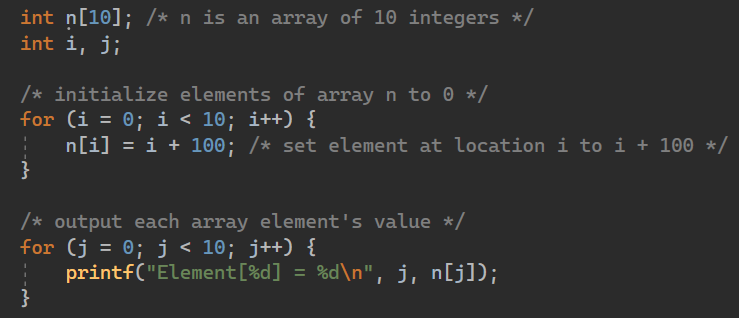 int n[10]; /* n is an array of 10 integers */
int i, j;
/* initialize elements of array n to 0 */
for (i = 0; i < 10; i++) {
n[i] = i + 100; /* set element at location i to i + 100 */
}
/* output each array element's value */
for (j = 0; j < 10; j++) {
printf("Element[%d] = %d\n", j, n[j]);
}